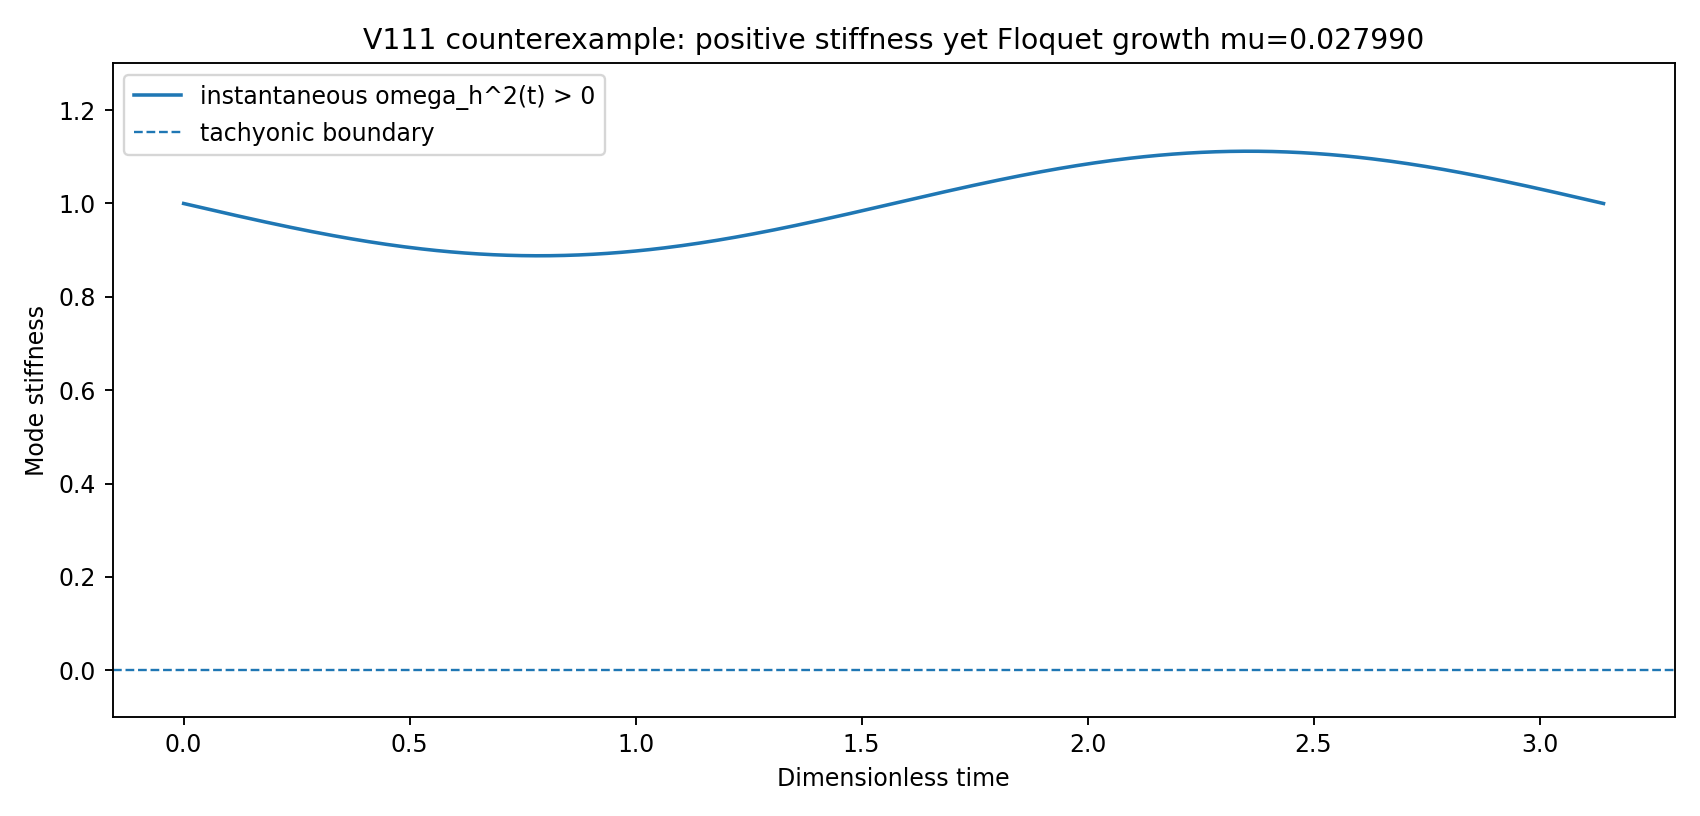 V111 counterexample: positive stiffness yet Floquet growth mu=0.027990
instantaneous omega_h^2(t) > 0
tachyonic boundary
1.2
1.0
0.8
0.6
0.4
0.2
0.0
Mode stiffness
0.0 0.5 1.0 1.5 2.0 2.5 3.0
Dimensionless time